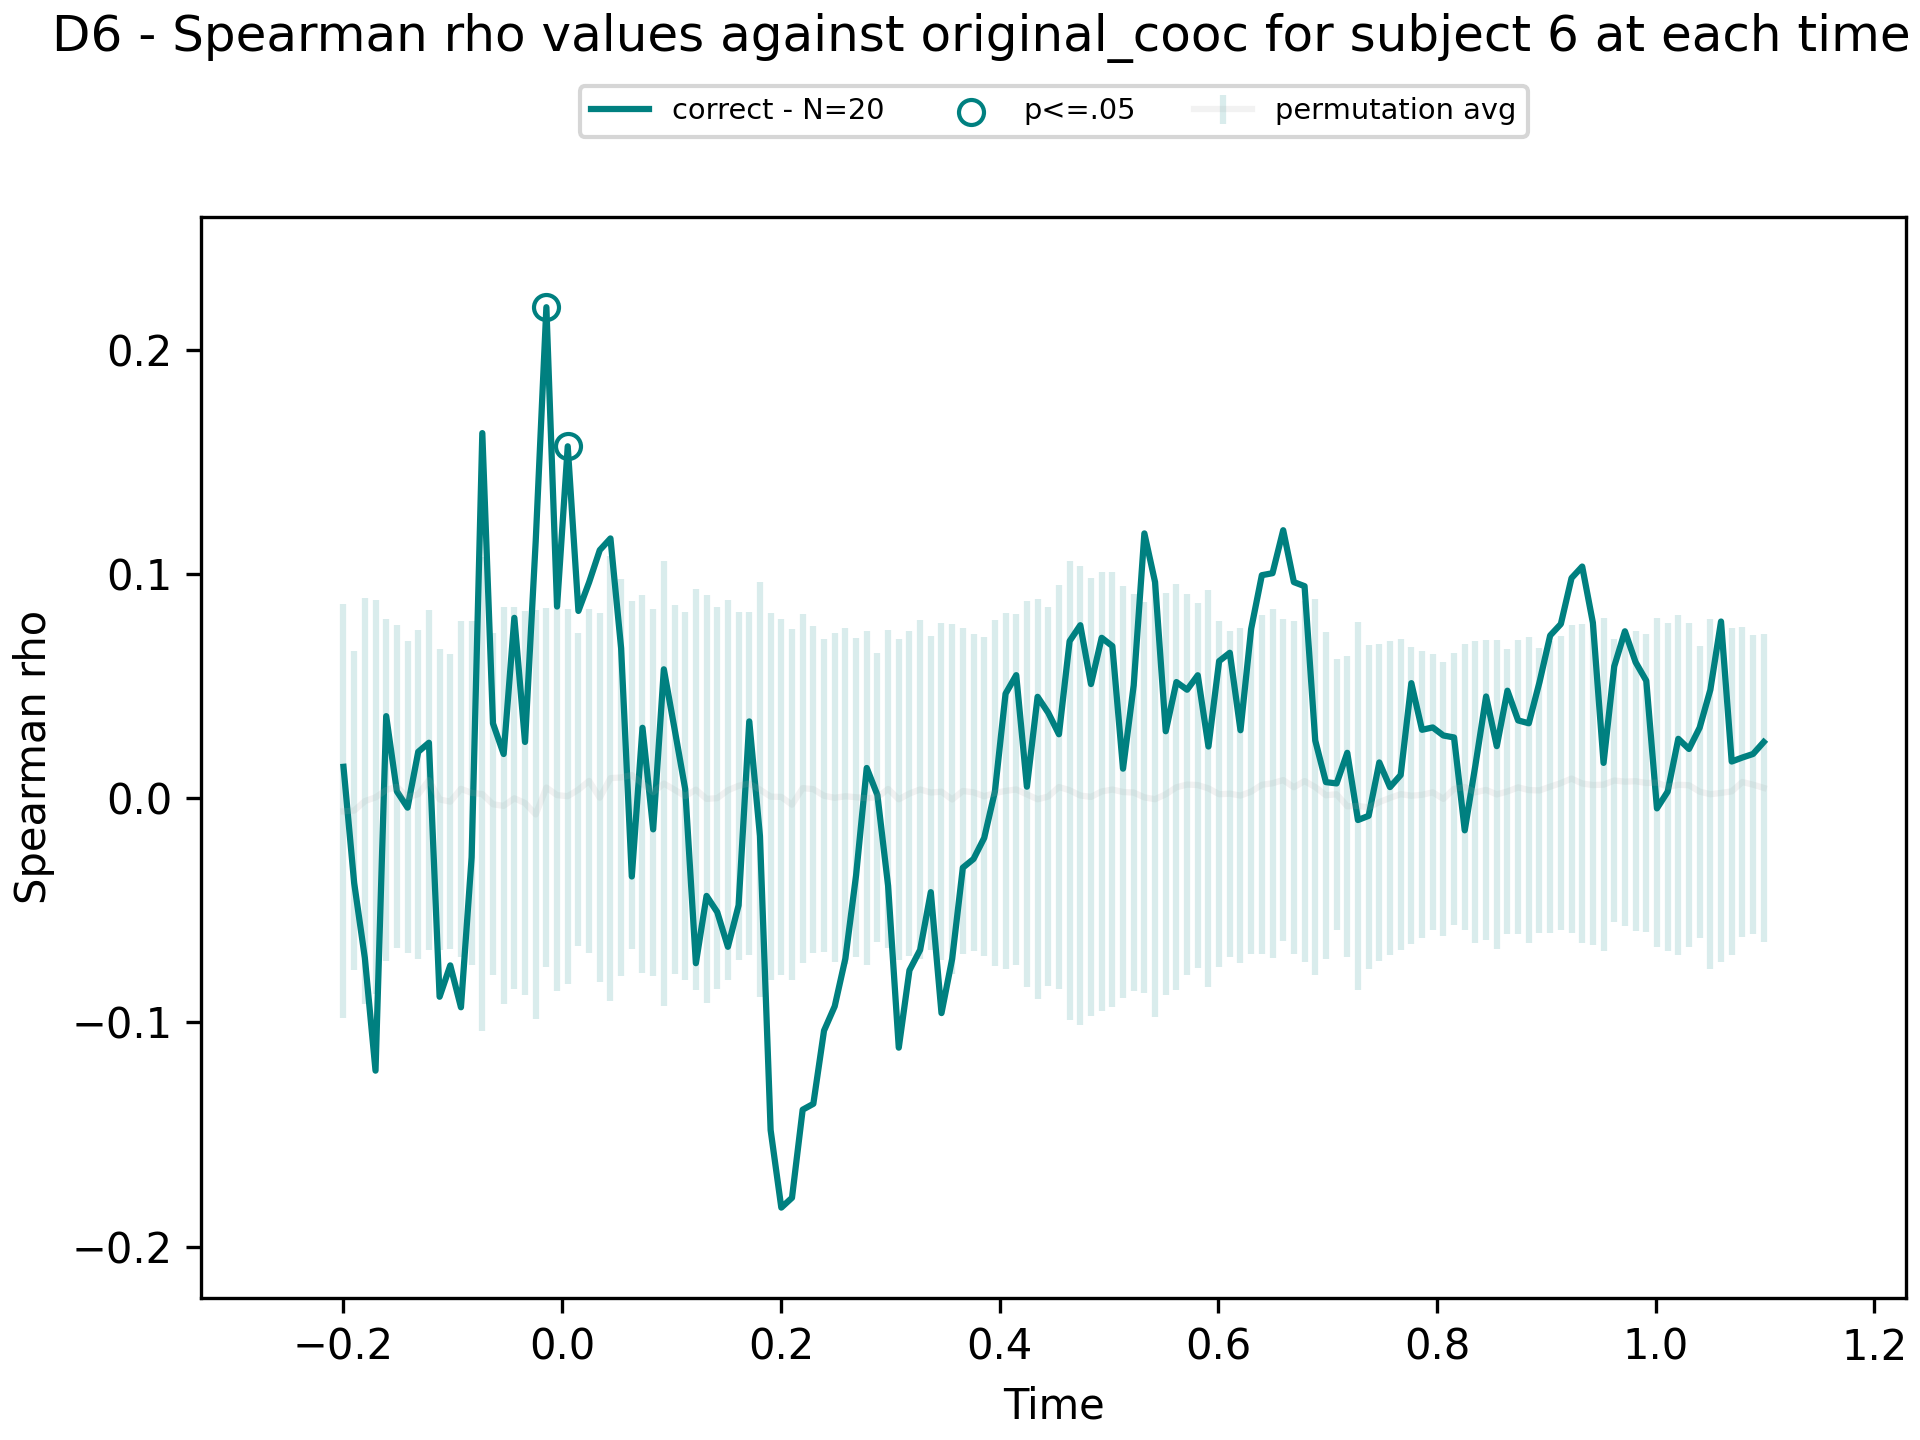 D6 - Spearman rho values against original_cooc for subject 6 at each time
correct - N=20 p<=.05 permutation avg
Spearman rho
0.2
0.1
0.0
−0.1
−0.2
−0.2 0.0 0.2 0.4 0.6 0.8 1.0 1.2
Time